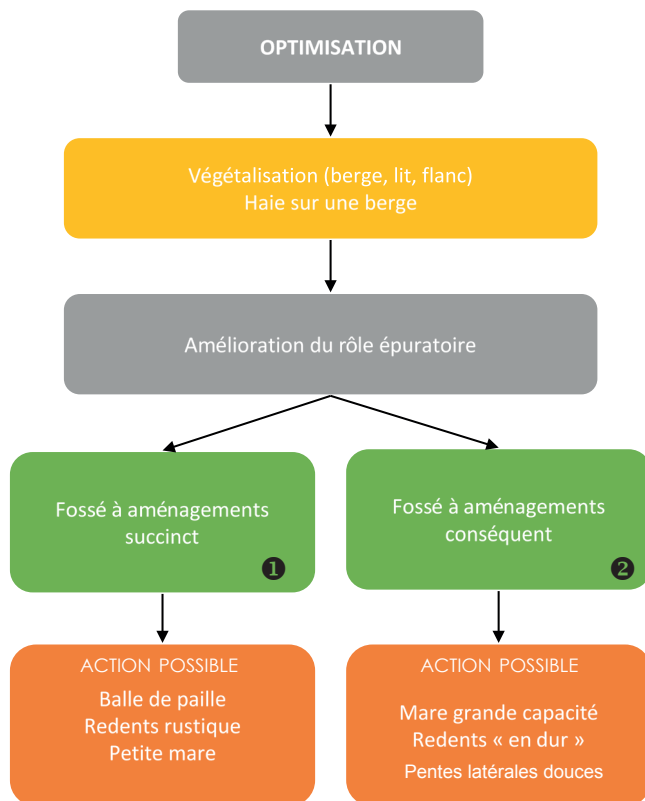 OPTIMISATION
Végétalisation (berge, lit, flanc)
Haie sur une berge
Amélioration du rôle épuratoire
Fossé à aménagements
succinct
❶
Fossé à aménagements
conséquent
❷
ACTION POSSIBLE
Balle de paille
Redents rustique
Petite mare
ACTION POSSIBLE
Mare grande capacité
Redents « en dur »
Pentes latérales douces